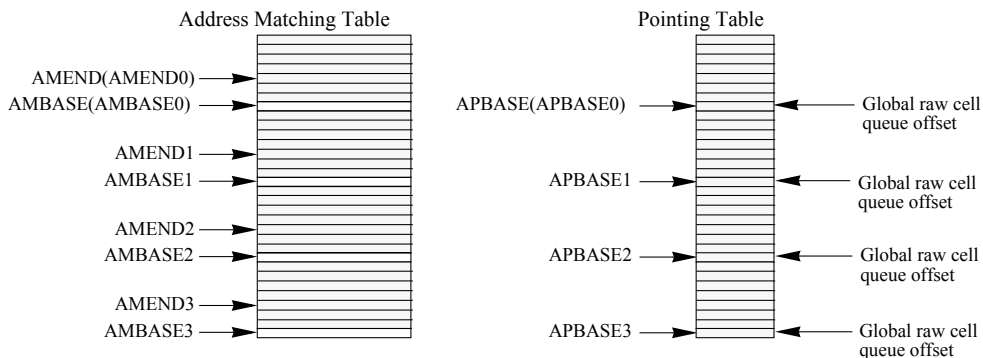 Address Matching Table
Pointing Table
AMEND(AMEND0)
AMBASE(AMBASE0)
AMEND1
AMBASE1
AMEND2
AMBASE2
AMEND3
AMBASE3
APBASE(APBASE0)
APBASE1
APBASE2
APBASE3
Global raw cell
queue offset
Global raw cell
queue offset
Global raw cell
queue offset
Global raw cell
queue offset